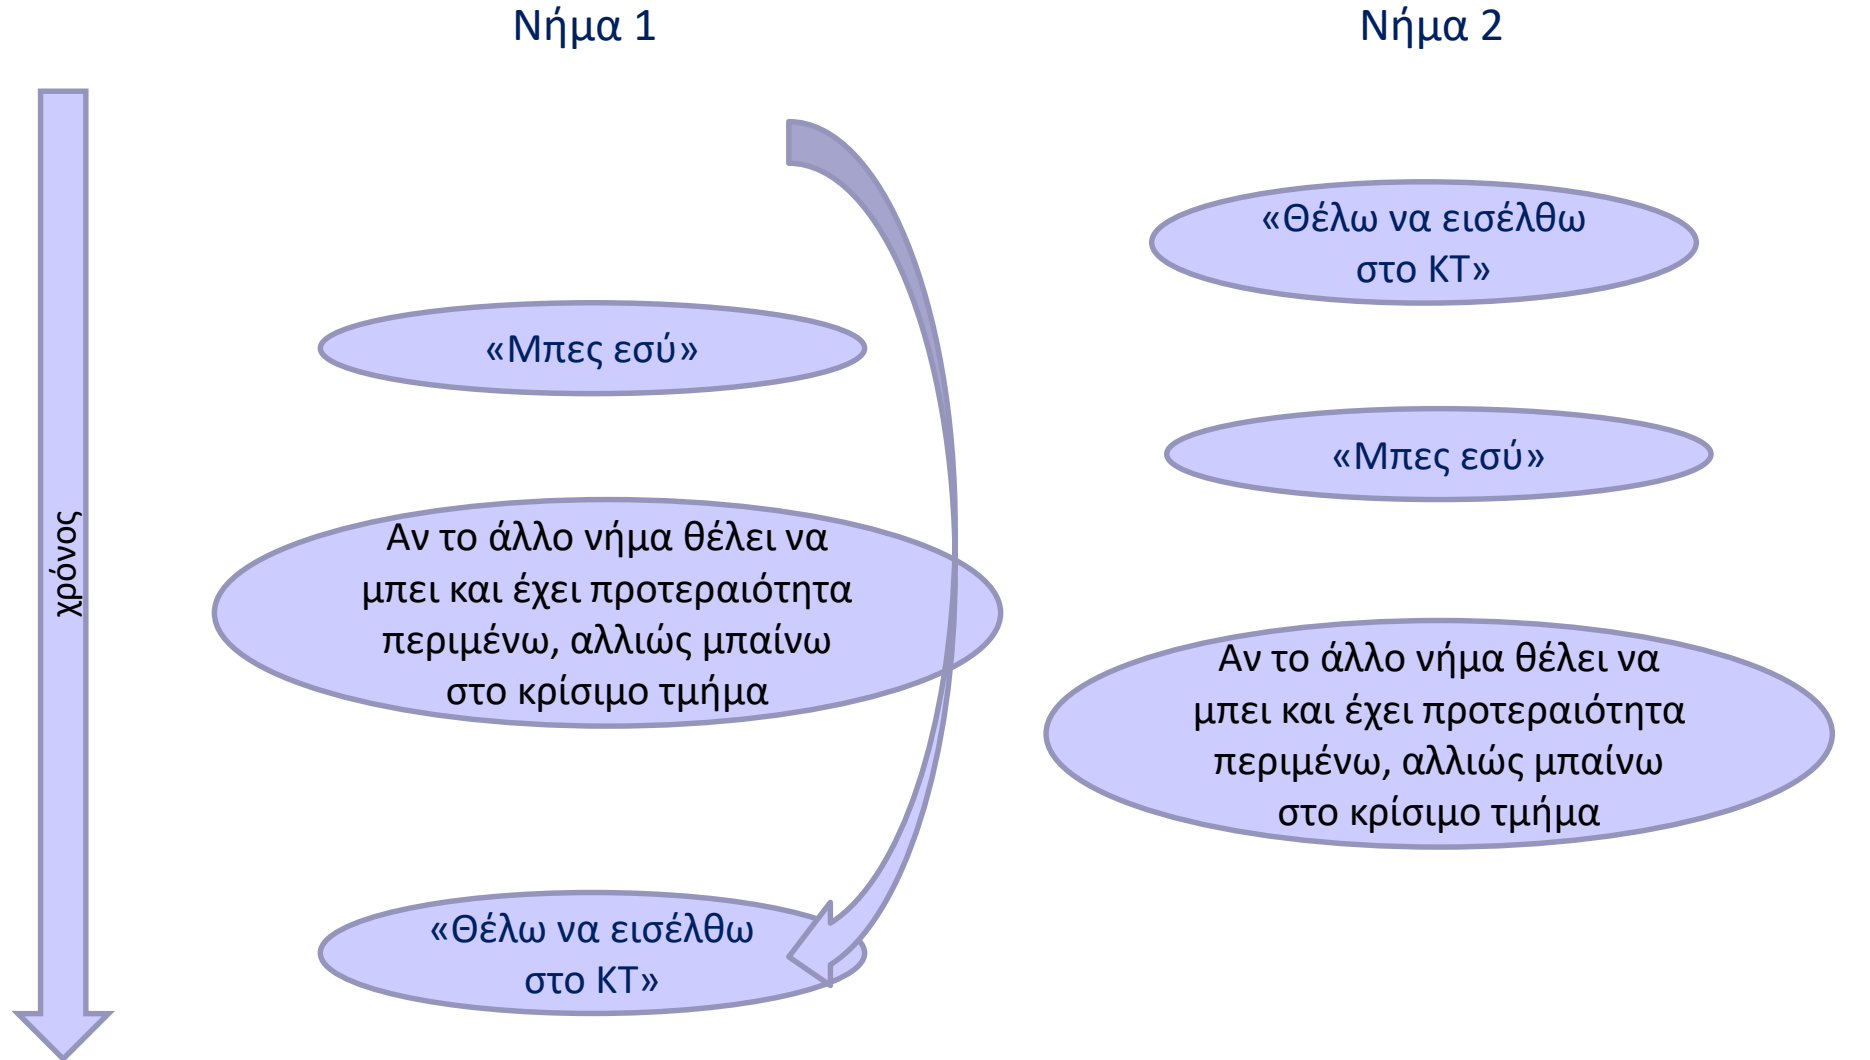 Νήμα 1
Νήμα 2
χρόνος
«Μπες εσύ»
Αν το άλλο νήμα θέλει να
μπει και έχει προτεραιότητα
περιμένω, αλλιώς μπαίνω
στο κρίσιμο τμήμα
«Θέλω να εισέλθω
στο ΚΤ»
«Θέλω να εισέλθω
στο ΚΤ»
«Μπες εσύ»
Αν το άλλο νήμα θέλει να
μπει και έχει προτεραιότητα
περιμένω, αλλιώς μπαίνω
στο κρίσιμο τμήμα